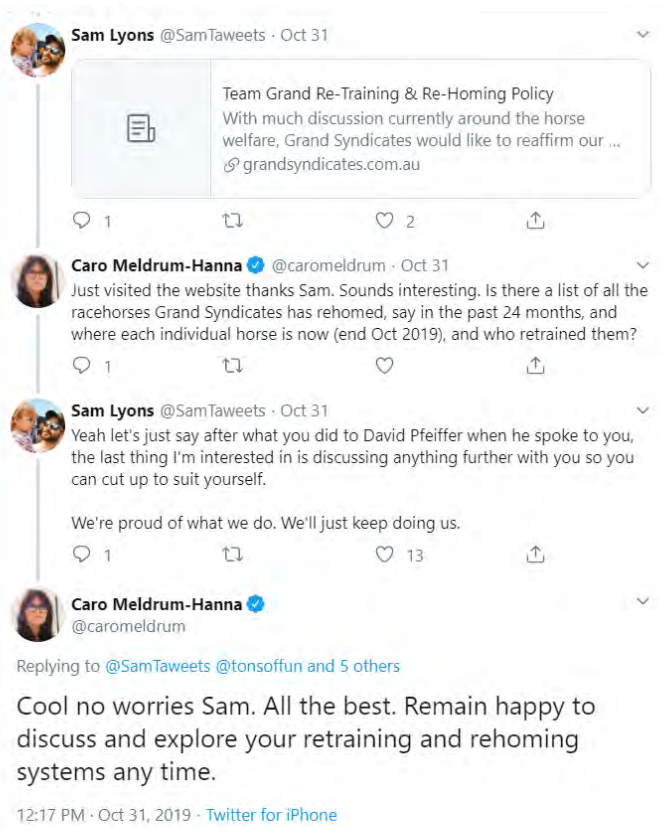 Sam Lyons @SamTaweets · Oct 31
Team Grand Re-Training & Re-Homing Policy
With much discussion currently around the horse
welfare, Grand Syndicates would like to reaffirm our ...
grandsyndicates.com.au
1 2
Caro Meldrum-Hanna @caromeldrum · Oct 31
Just visited the website thanks Sam. Sounds interesting. Is there a list of all the
racehorses Grand Syndicates has rehomed, say in the past 24 months, and
where each individual horse is now (end Oct 2019), and who retrained them?
1
Sam Lyons @SamTaweets · Oct 31
Yeah let's just say after what you did to David Pfeiffer when he spoke to you,
the last thing I'm interested in is discussing anything further with you so you
can cut up to suit yourself.
We're proud of what we do. We'll just keep doing us.
1 13
Caro Meldrum-Hanna
@caromeldrum
Replying to @SamTaweets @tonsoffun and 5 others
Cool no worries Sam. All the best. Remain happy to
discuss and explore your retraining and rehoming
systems any time.
12:17 PM · Oct 31, 2019 · Twitter for iPhone